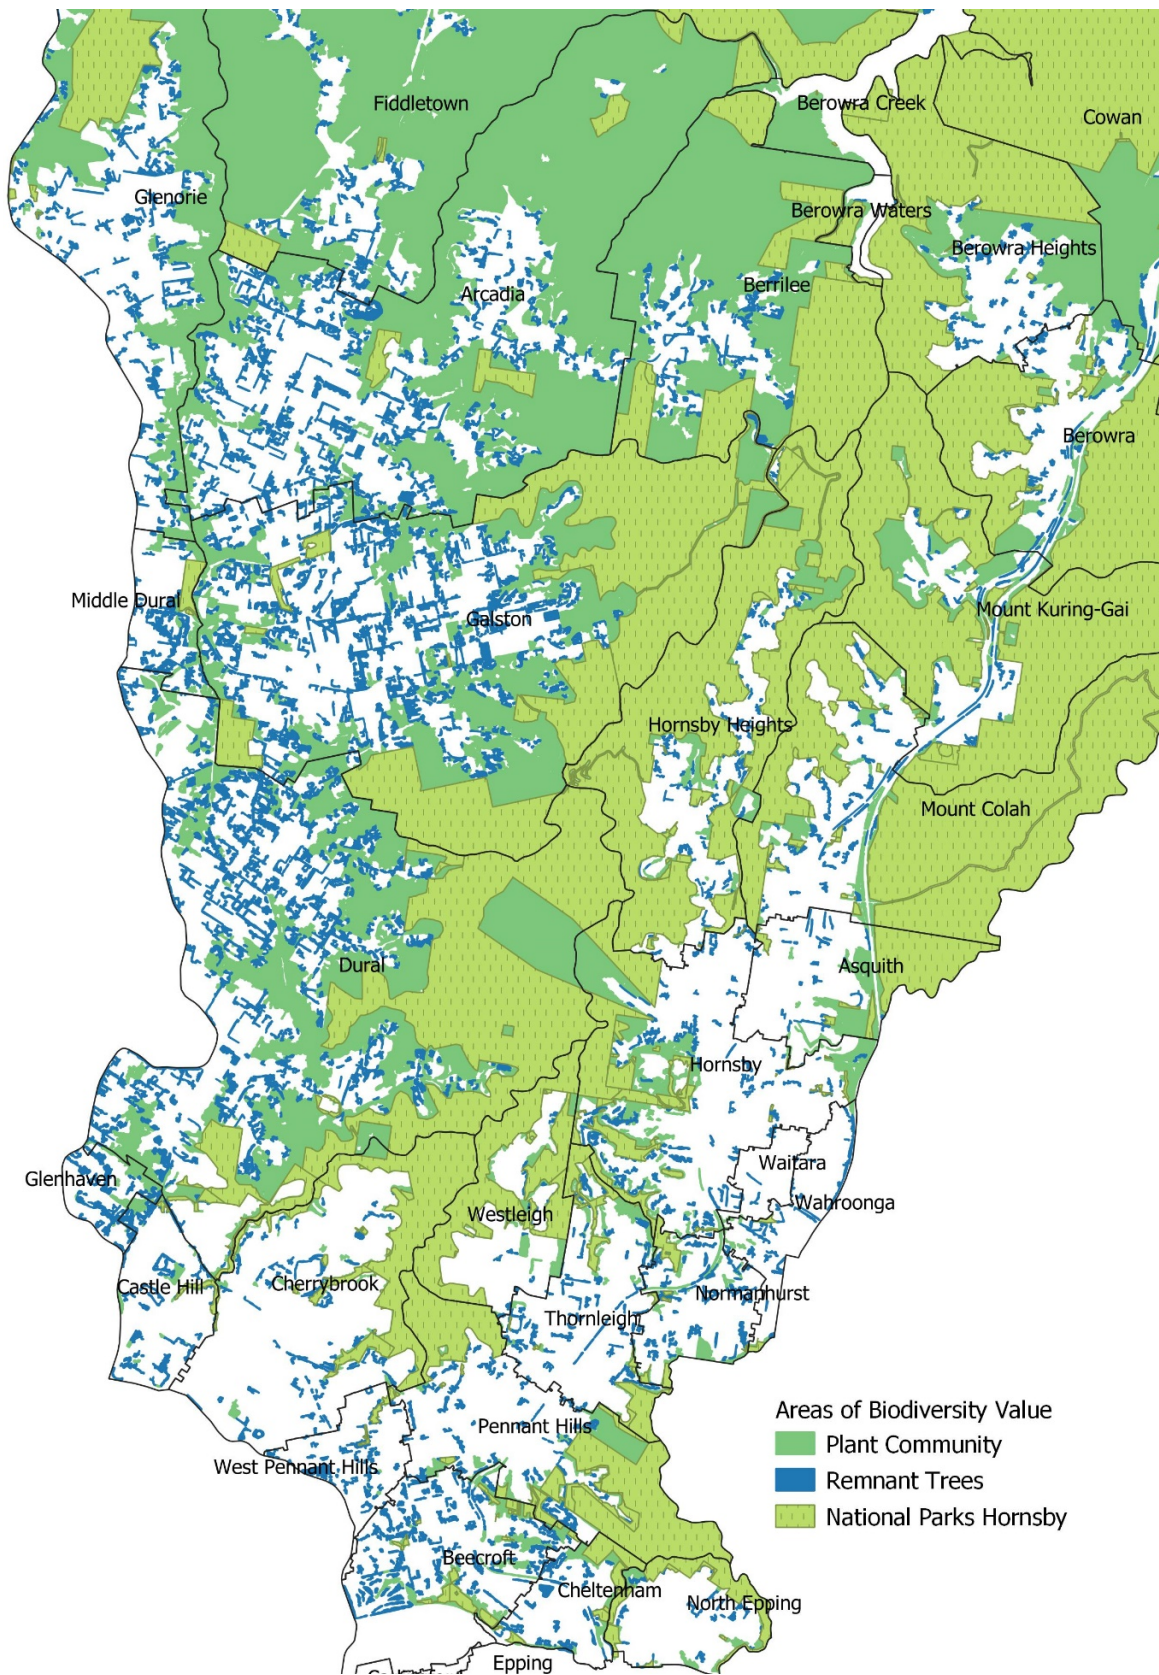 Fiddletown
Berowra Creek
Cowan
Glenorie
Berowra Waters
Berowra Heights
Arcadia
Berrilee
Berowra
Middle Dural
Galston
Mount Kuring-Gai
Hornsby Heights
Mount Colah
Dural
Asquith
Hornsby
Waitara
Glenhaven
Wahroonga
Westleigh
Castle Hill
Cherrybrook
Normanhurst
Thornleigh
Areas of Biodiversity Value
Plant Community
Remnant Trees
National Parks Hornsby
Pennant Hills
West Pennant Hills
Beecroft
Cheltenham
North Epping
Epping